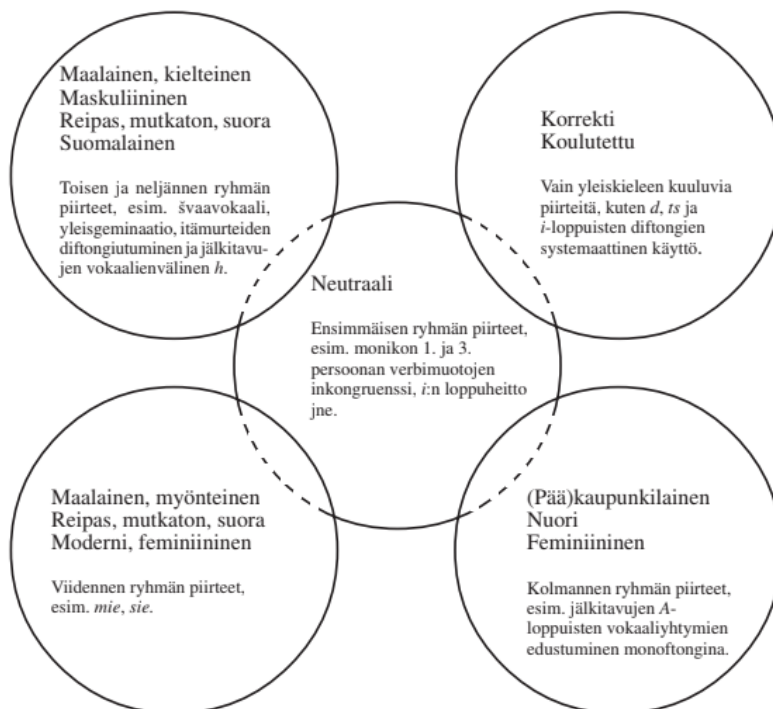 Maalainen, kielteinen
Maskuliininen
Reipas, mutkaton, suora
Suomalainen
Toisen ja neljännen ryhmän
piirteet, esim. švaavokaali,
yleisgeminaatio, itämurteiden
diftongiutuminen ja jälkitavu-
jen vokaalienvälinen h.
Korrekti
Koulutettu
Vain yleiskieleen kuuluvia
piirteitä, kuten d, ts ja
i-loppuisten diftongien
systemaattinen käyttö.
Neutraali
Ensimmäisen ryhmän piirteet,
esim. monikon 1. ja 3.
persoonan verbimuotojen
inkongruenssi, i:n loppuheitto
jne.
Maalainen, myönteinen
Reipas, mutkaton, suora
Moderni, feminiininen
Viidennen ryhmän piirteet,
esim. mie, sie.
(Pää)kaupunkilainen
Nuori
Feminiininen
Kolmannen ryhmän piirteet,
esim. jälkitavujen A-
loppuisten vokaaliyhtymien
edustuminen monoftongina.